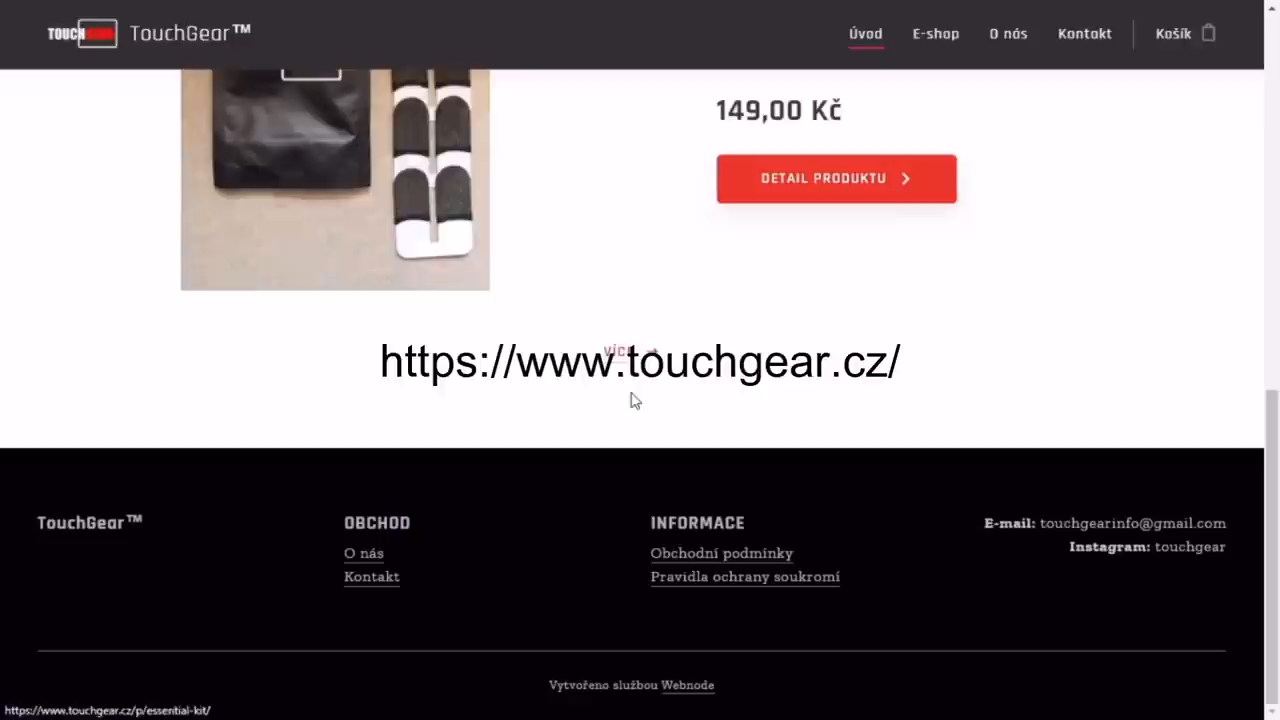 TOUCHGEAR TouchGear™
Úvod E-shop O nás Kontakt Košík
149,00 Kč
DETAIL PRODUKTU
VÍCE →
https://www.touchgear.cz/
TouchGear™
OBCHOD
O nás
Kontakt
INFORMACE
Obchodní podmínky
Pravidla ochrany soukromí
E-mail: touchgearinfo@gmail.com
Instagram: touchgear
Vytvořeno službou Webnode
https://www.touchgear.cz/p/essential-kit/